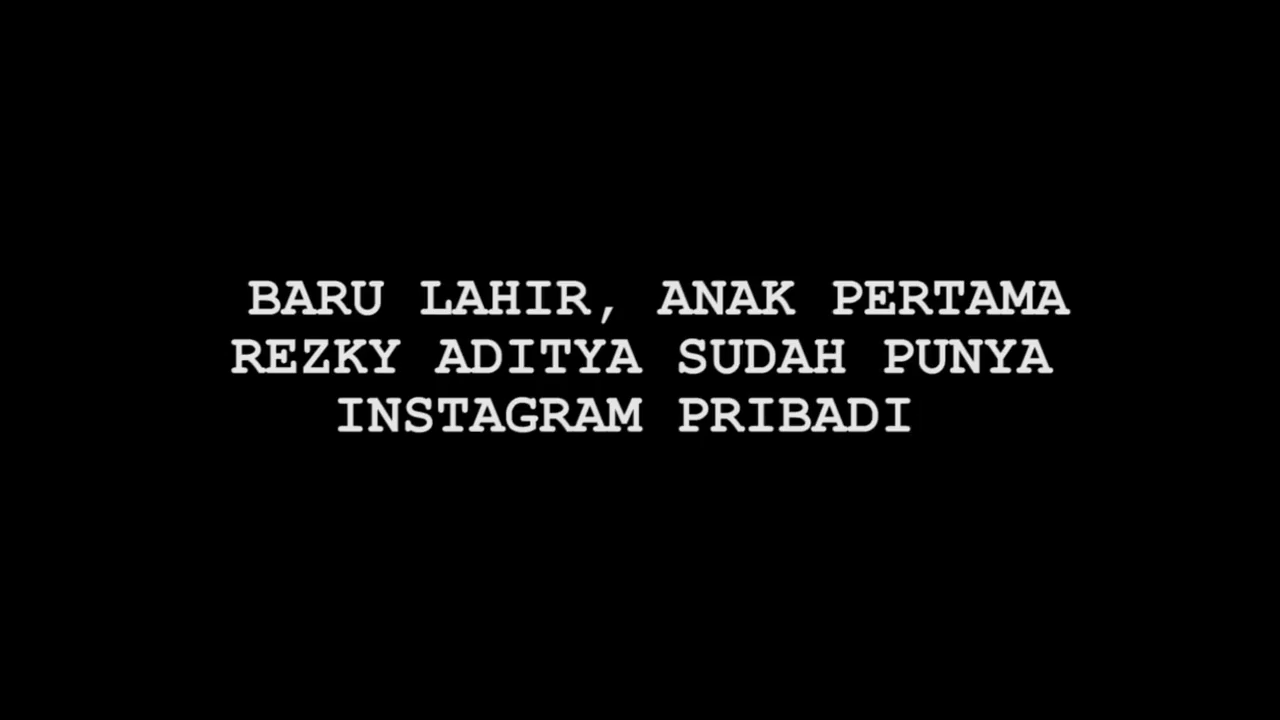 BARU LAHIR, ANAK PERTAMA
REZKY ADITYA SUDAH PUNYA
INSTAGRAM PRIBADI